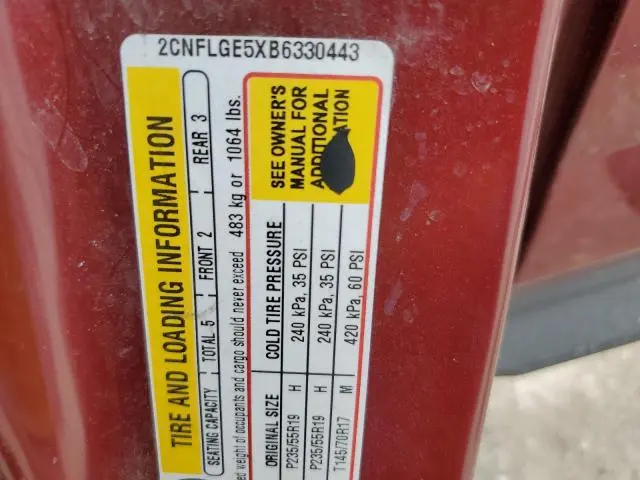 2CNFLGE5XB6330443
TIRE AND LOADING INFORMATION
SEATING CAPACITY TOTAL 5 FRONT 2 REAR 3
weight of occupants and cargo should never exceed 483 kg or 1064 lbs.
ORIGINAL SIZE COLD TIRE PRESSURE
P235/55R19 H 240 kPa, 35 PSI
P235/55R19 H 240 kPa, 35 PSI
T145/70R17 M 420 kPa, 60 PSI
SEE OWNER'S
MANUAL FOR
ADDITIONAL